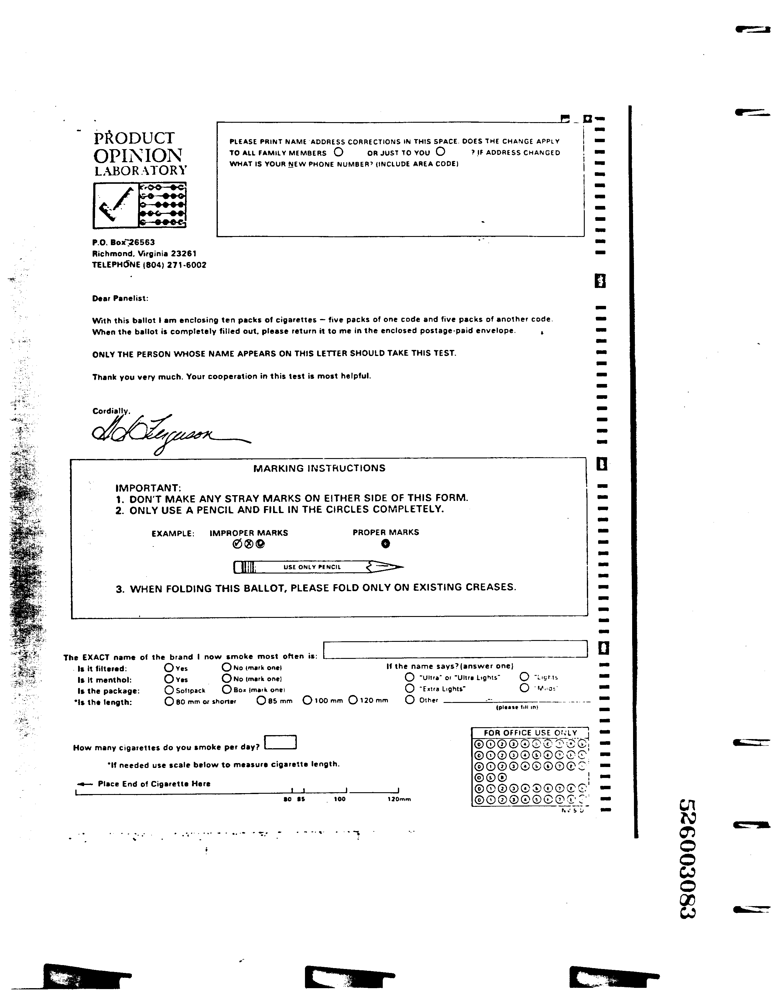 PRODUCT
OPINION
LABORATORY
P.O. Box 26563
Richmond, Virginia 23261
TELEPHONE (804) 271-6002
PLEASE PRINT NAME ADDRESS CORRECTIONS IN THIS SPACE. DOES THE CHANGE APPLY
TO ALL FAMILY MEMBERS OR JUST TO YOU ? IF ADDRESS CHANGED
WHAT IS YOUR NEW PHONE NUMBER? (INCLUDE AREA CODE)
Dear Panelist:
With this ballot I am enclosing ten packs of cigarettes – five packs of one code and five packs of another code.
When the ballot is completely filled out, please return it to me in the enclosed postage-paid envelope.
ONLY THE PERSON WHOSE NAME APPEARS ON THIS LETTER SHOULD TAKE THIS TEST.
Thank you very much. Your cooperation in this test is most helpful.
Cordially,
Ferguson
MARKING INSTRUCTIONS
IMPORTANT:
1. DON'T MAKE ANY STRAY MARKS ON EITHER SIDE OF THIS FORM.
2. ONLY USE A PENCIL AND FILL IN THE CIRCLES COMPLETELY.
EXAMPLE: IMPROPER MARKS PROPER MARKS
USE ONLY PENCIL
3. WHEN FOLDING THIS BALLOT, PLEASE FOLD ONLY ON EXISTING CREASES.
The EXACT name of the brand I now smoke most often is:
Is it filtered: Yes No (mark one)
Is it menthol: Yes No (mark one)
Is the package: Softpack Box (mark one)
*Is the length: 80 mm or shorter 85 mm 100 mm 120 mm
If the name says? (answer one)
"Ultra" or "Ultra Lights" "Lights
"Extra Lights" "Milds"
Other
(please fill in)
How many cigarettes do you smoke per day?
*If needed use scale below to measure cigarette length.
← Place End of Cigarette Here
80 85 100 120mm
FOR OFFICE USE ONLY
526003083